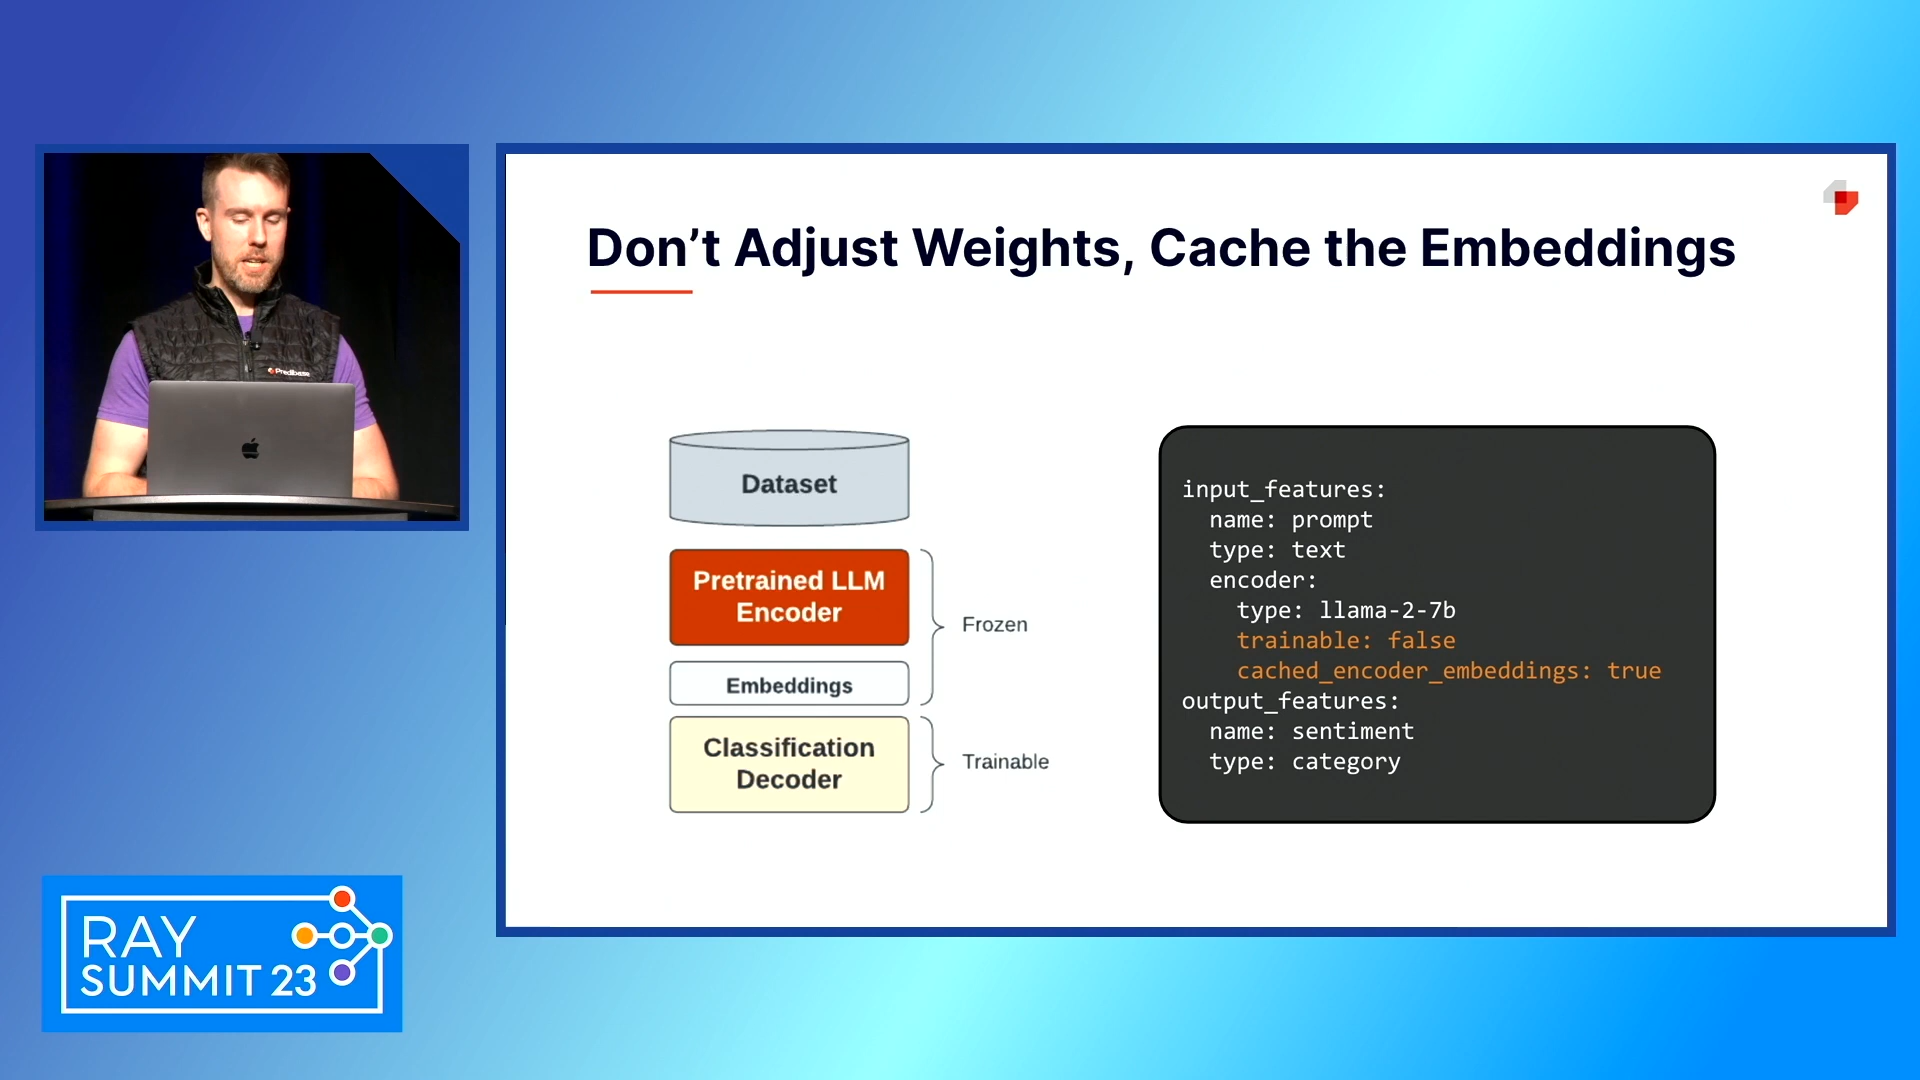 Don't Adjust Weights, Cache the Embeddings
Predibase
Dataset
Pretrained LLM
Encoder
Embeddings
Classification
Decoder
Frozen
Trainable
input_features:
  name: prompt
  type: text
  encoder:
    type: llama-2-7b
    trainable: false
    cached_encoder_embeddings: true
output_features:
  name: sentiment
  type: category
RAY
SUMMIT 23